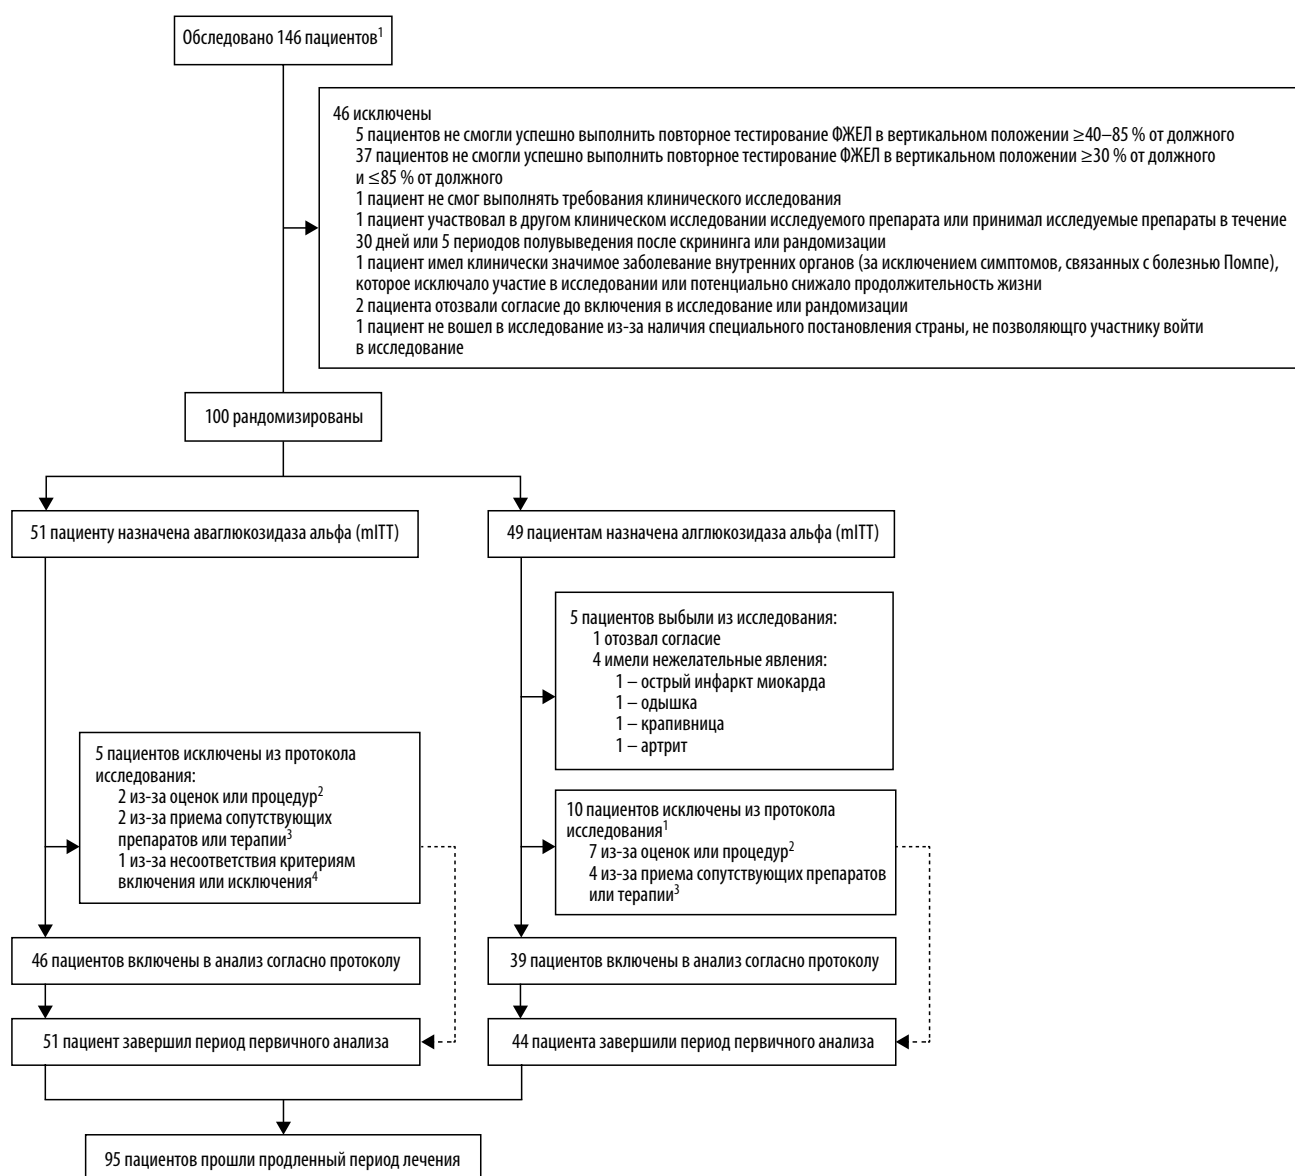 Обследовано 146 пациентов1
46 исключены
5 пациентов не смогли успешно выполнить повторное тестирование ФЖЕЛ в вертикальном положении ≥40–85 % от должного
37 пациентов не смогли успешно выполнить повторное тестирование ФЖЕЛ в вертикальном положении ≥30 % от должного
и ≤85 % от должного
1 пациент не смог выполнять требования клинического исследования
1 пациент участвовал в другом клиническом исследовании исследуемого препарата или принимал исследуемые препараты в течение
30 дней или 5 периодов полувыведения после скрининга или рандомизации
1 пациент имел клинически значимое заболевание внутренних органов (за исключением симптомов, связанных с болезнью Помпе),
которое исключало участие в исследовании или потенциально снижало продолжительность жизни
2 пациента отозвали согласие до включения в исследование или рандомизации
1 пациент не вошел в исследование из-за наличия специального постановления страны, не позволяющго участнику войти
в исследование
100 рандомизированы
51 пациенту назначена аваглюкозидаза альфа (mITT)
49 пациентам назначена алглюкозидаза альфа (mITT)
5 пациентов выбыли из исследования:
1 отозвал согласие
4 имели нежелательные явления:
1 – острый инфаркт миокарда
1 – одышка
1 – крапивница
1 – артрит
5 пациентов исключены из протокола
исследования:
2 из-за оценок или процедур2
2 из-за приема сопутствующих
препаратов или терапии3
1 из-за несоответствия критериям
включения или исключения4
10 пациентов исключены из протокола
исследования1
7 из-за оценок или процедур2
4 из-за приема сопутствующих препаратов
или терапии3
46 пациентов включены в анализ согласно протоколу
39 пациентов включены в анализ согласно протоколу
51 пациент завершил период первичного анализа
44 пациента завершили период первичного анализа
95 пациентов прошли продленный период лечения